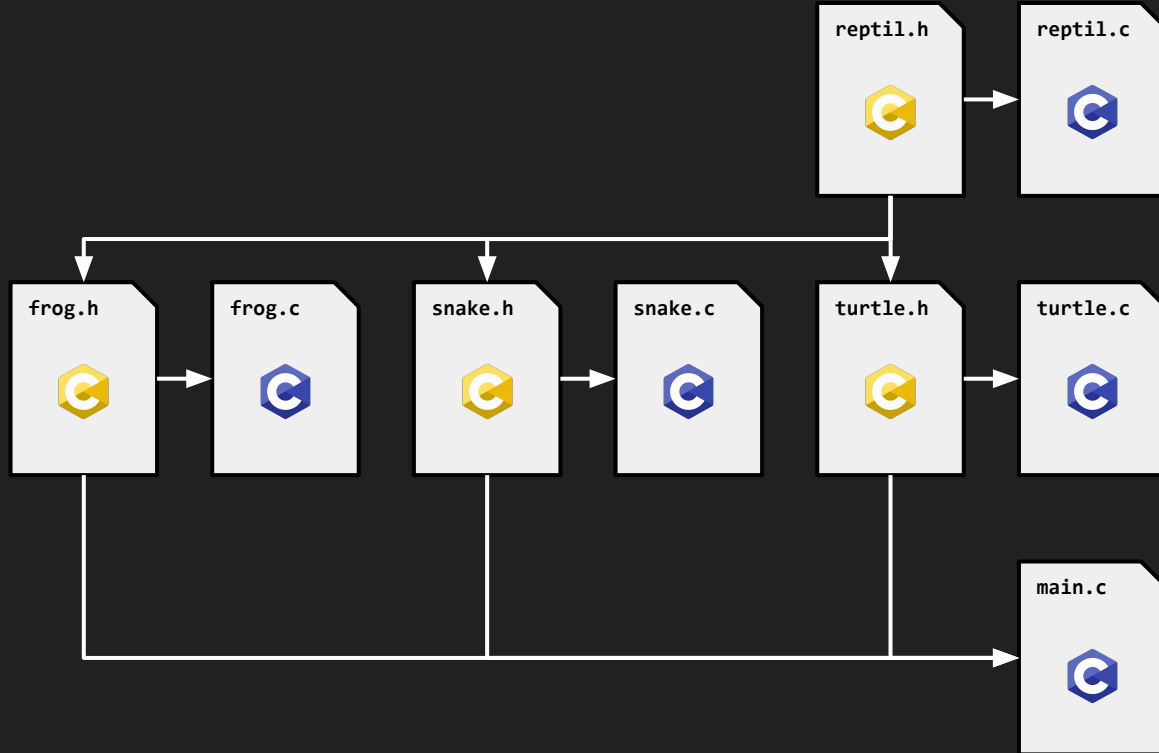 reptil.h
reptil.c
frog.h
frog.c
snake.h
snake.c
turtle.h
turtle.c
main.c